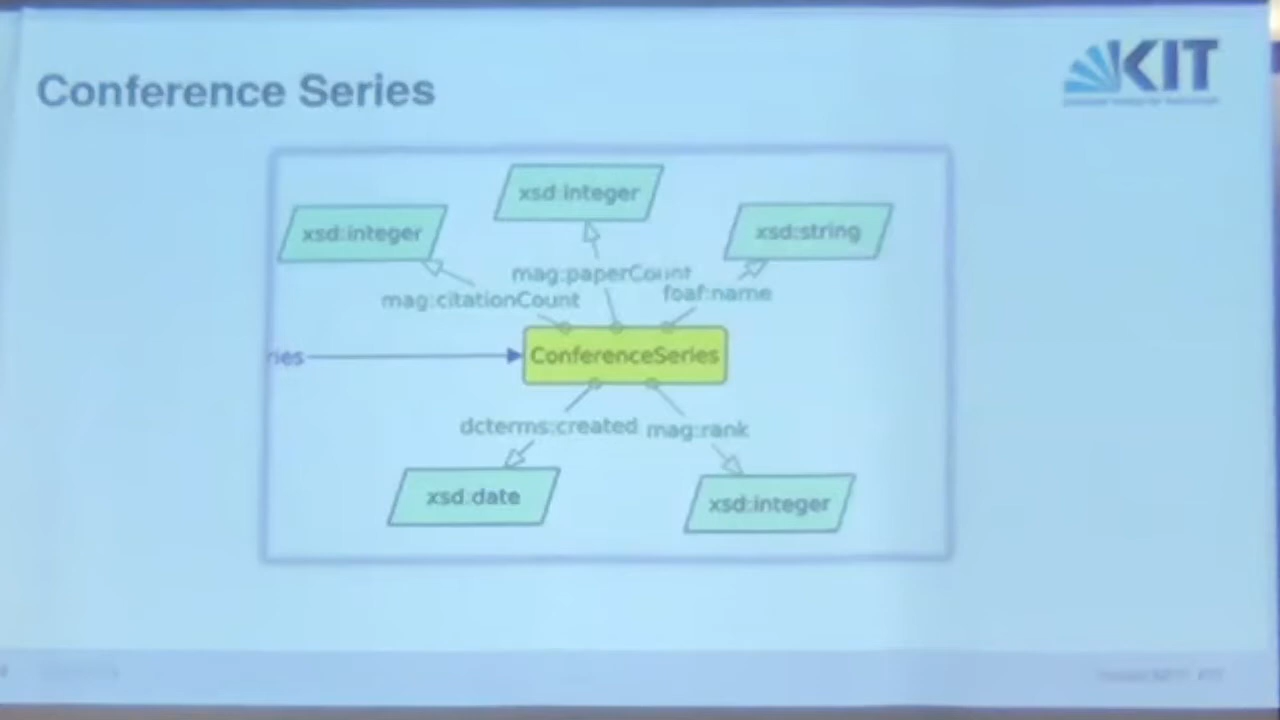 Conference Series
KIT
xsd:integer
xsd:integer
xsd:string
mag:paperCount
mag:citationCount
foaf:name
ries
ConferenceSeries
dcterms:created
mag:rank
xsd:date
xsd:integer